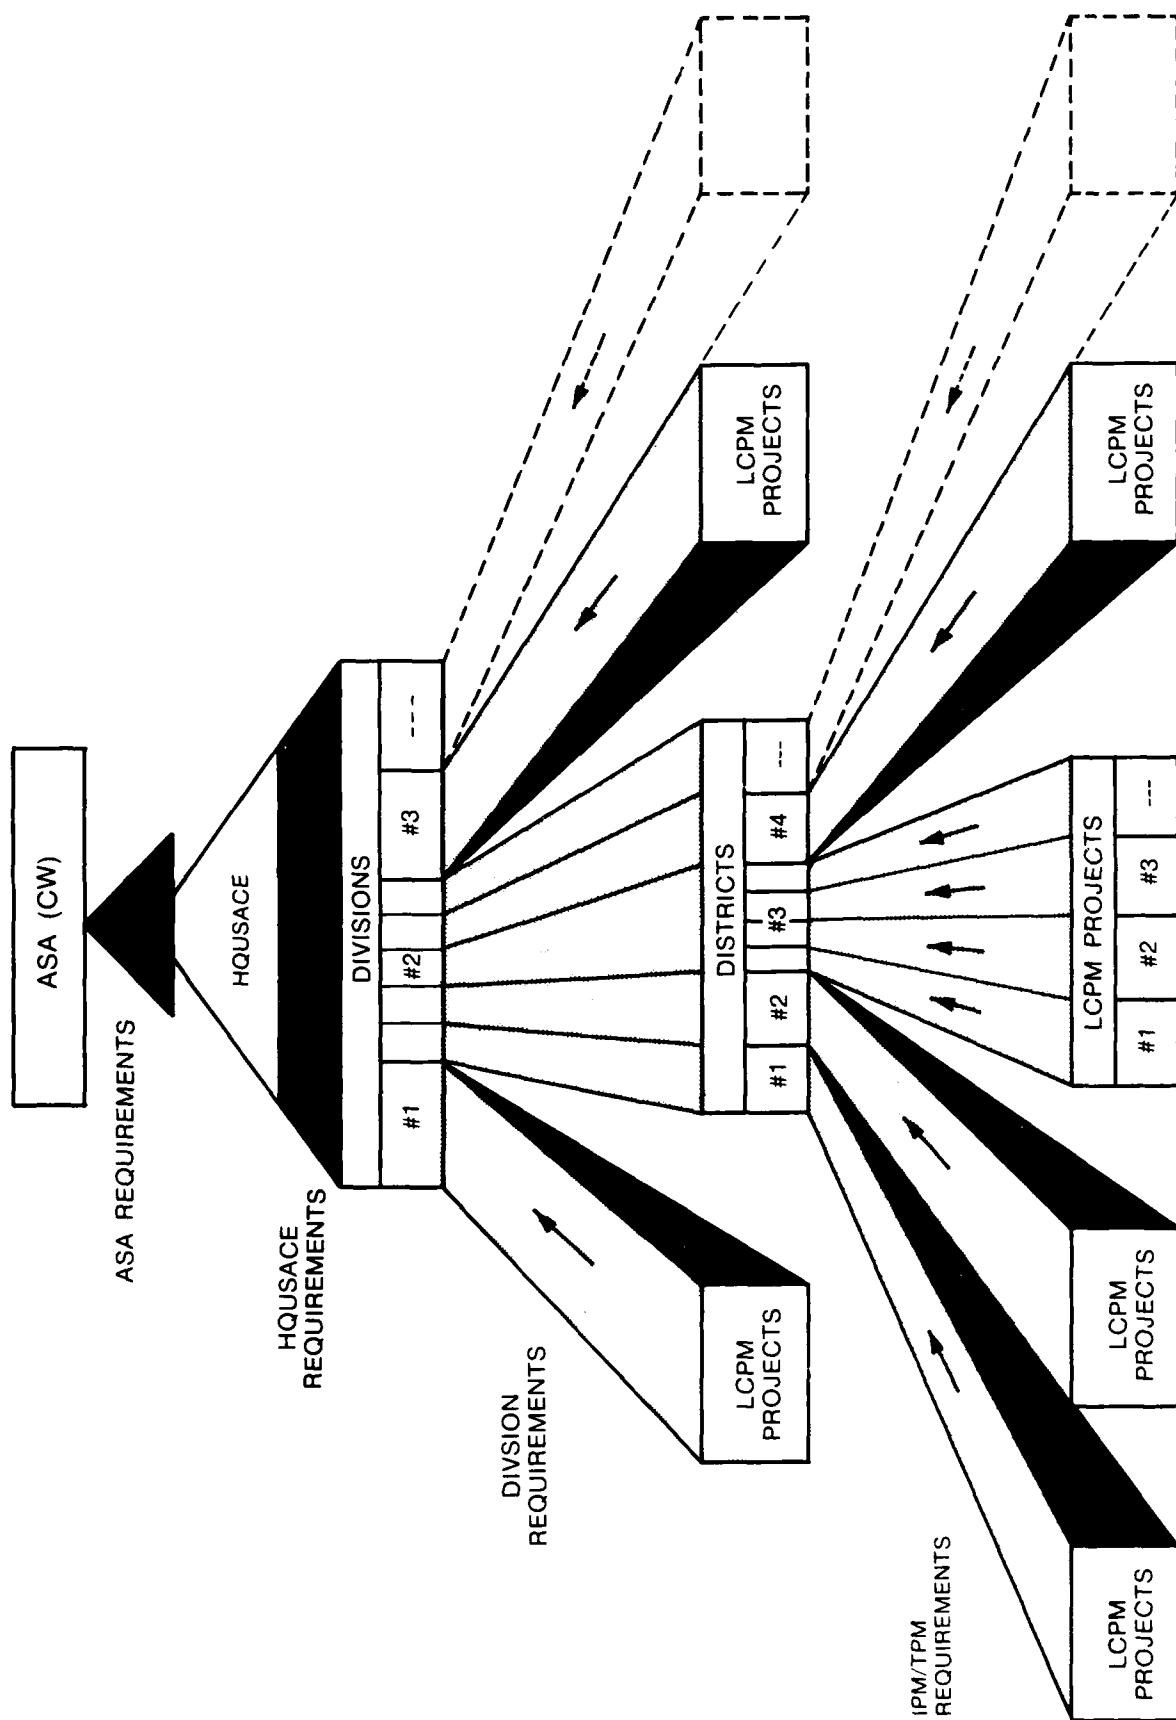 ASA (CW)
ASA REQUIREMENTS
HQUSACE
HQUSACE
REQUIREMENTS
DIVISIONS
#1 #2 #3 ----
DIVSION
REQUIREMENTS
LCPM
PROJECTS
DISTRICTS
#1 #2 #3 #4 ---
LCPM
PROJECTS
IPM/TPM
REQUIREMENTS
LCPM
PROJECTS
LCPM
PROJECTS
LCPM PROJECTS
#1 #2 #3 ---
LCPM
PROJECTS